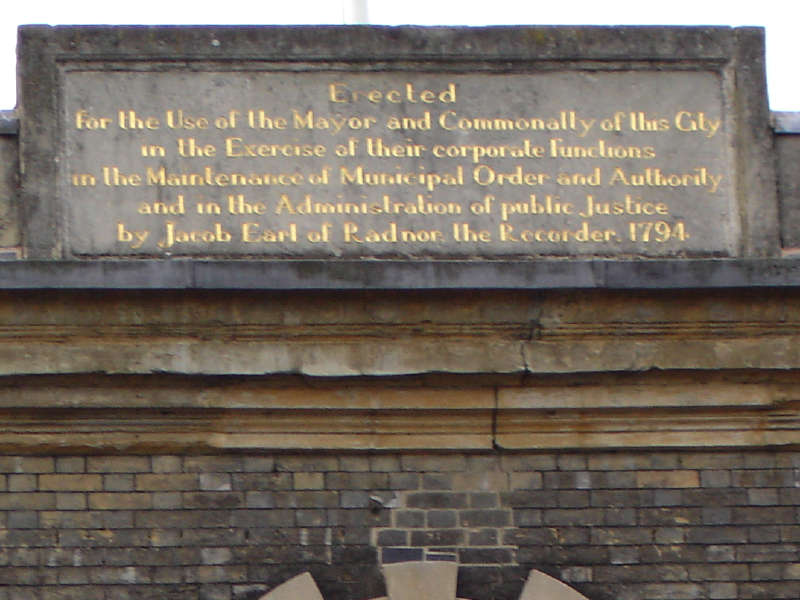 Erected
for the Use of the Mayor and Commonalty of this City
in the Exercise of their corporate functions
in the Maintenance of Municipal Order and Authority
and in the Administration of public Justice
by Jacob Earl of Radnor the Recorder. 1794.